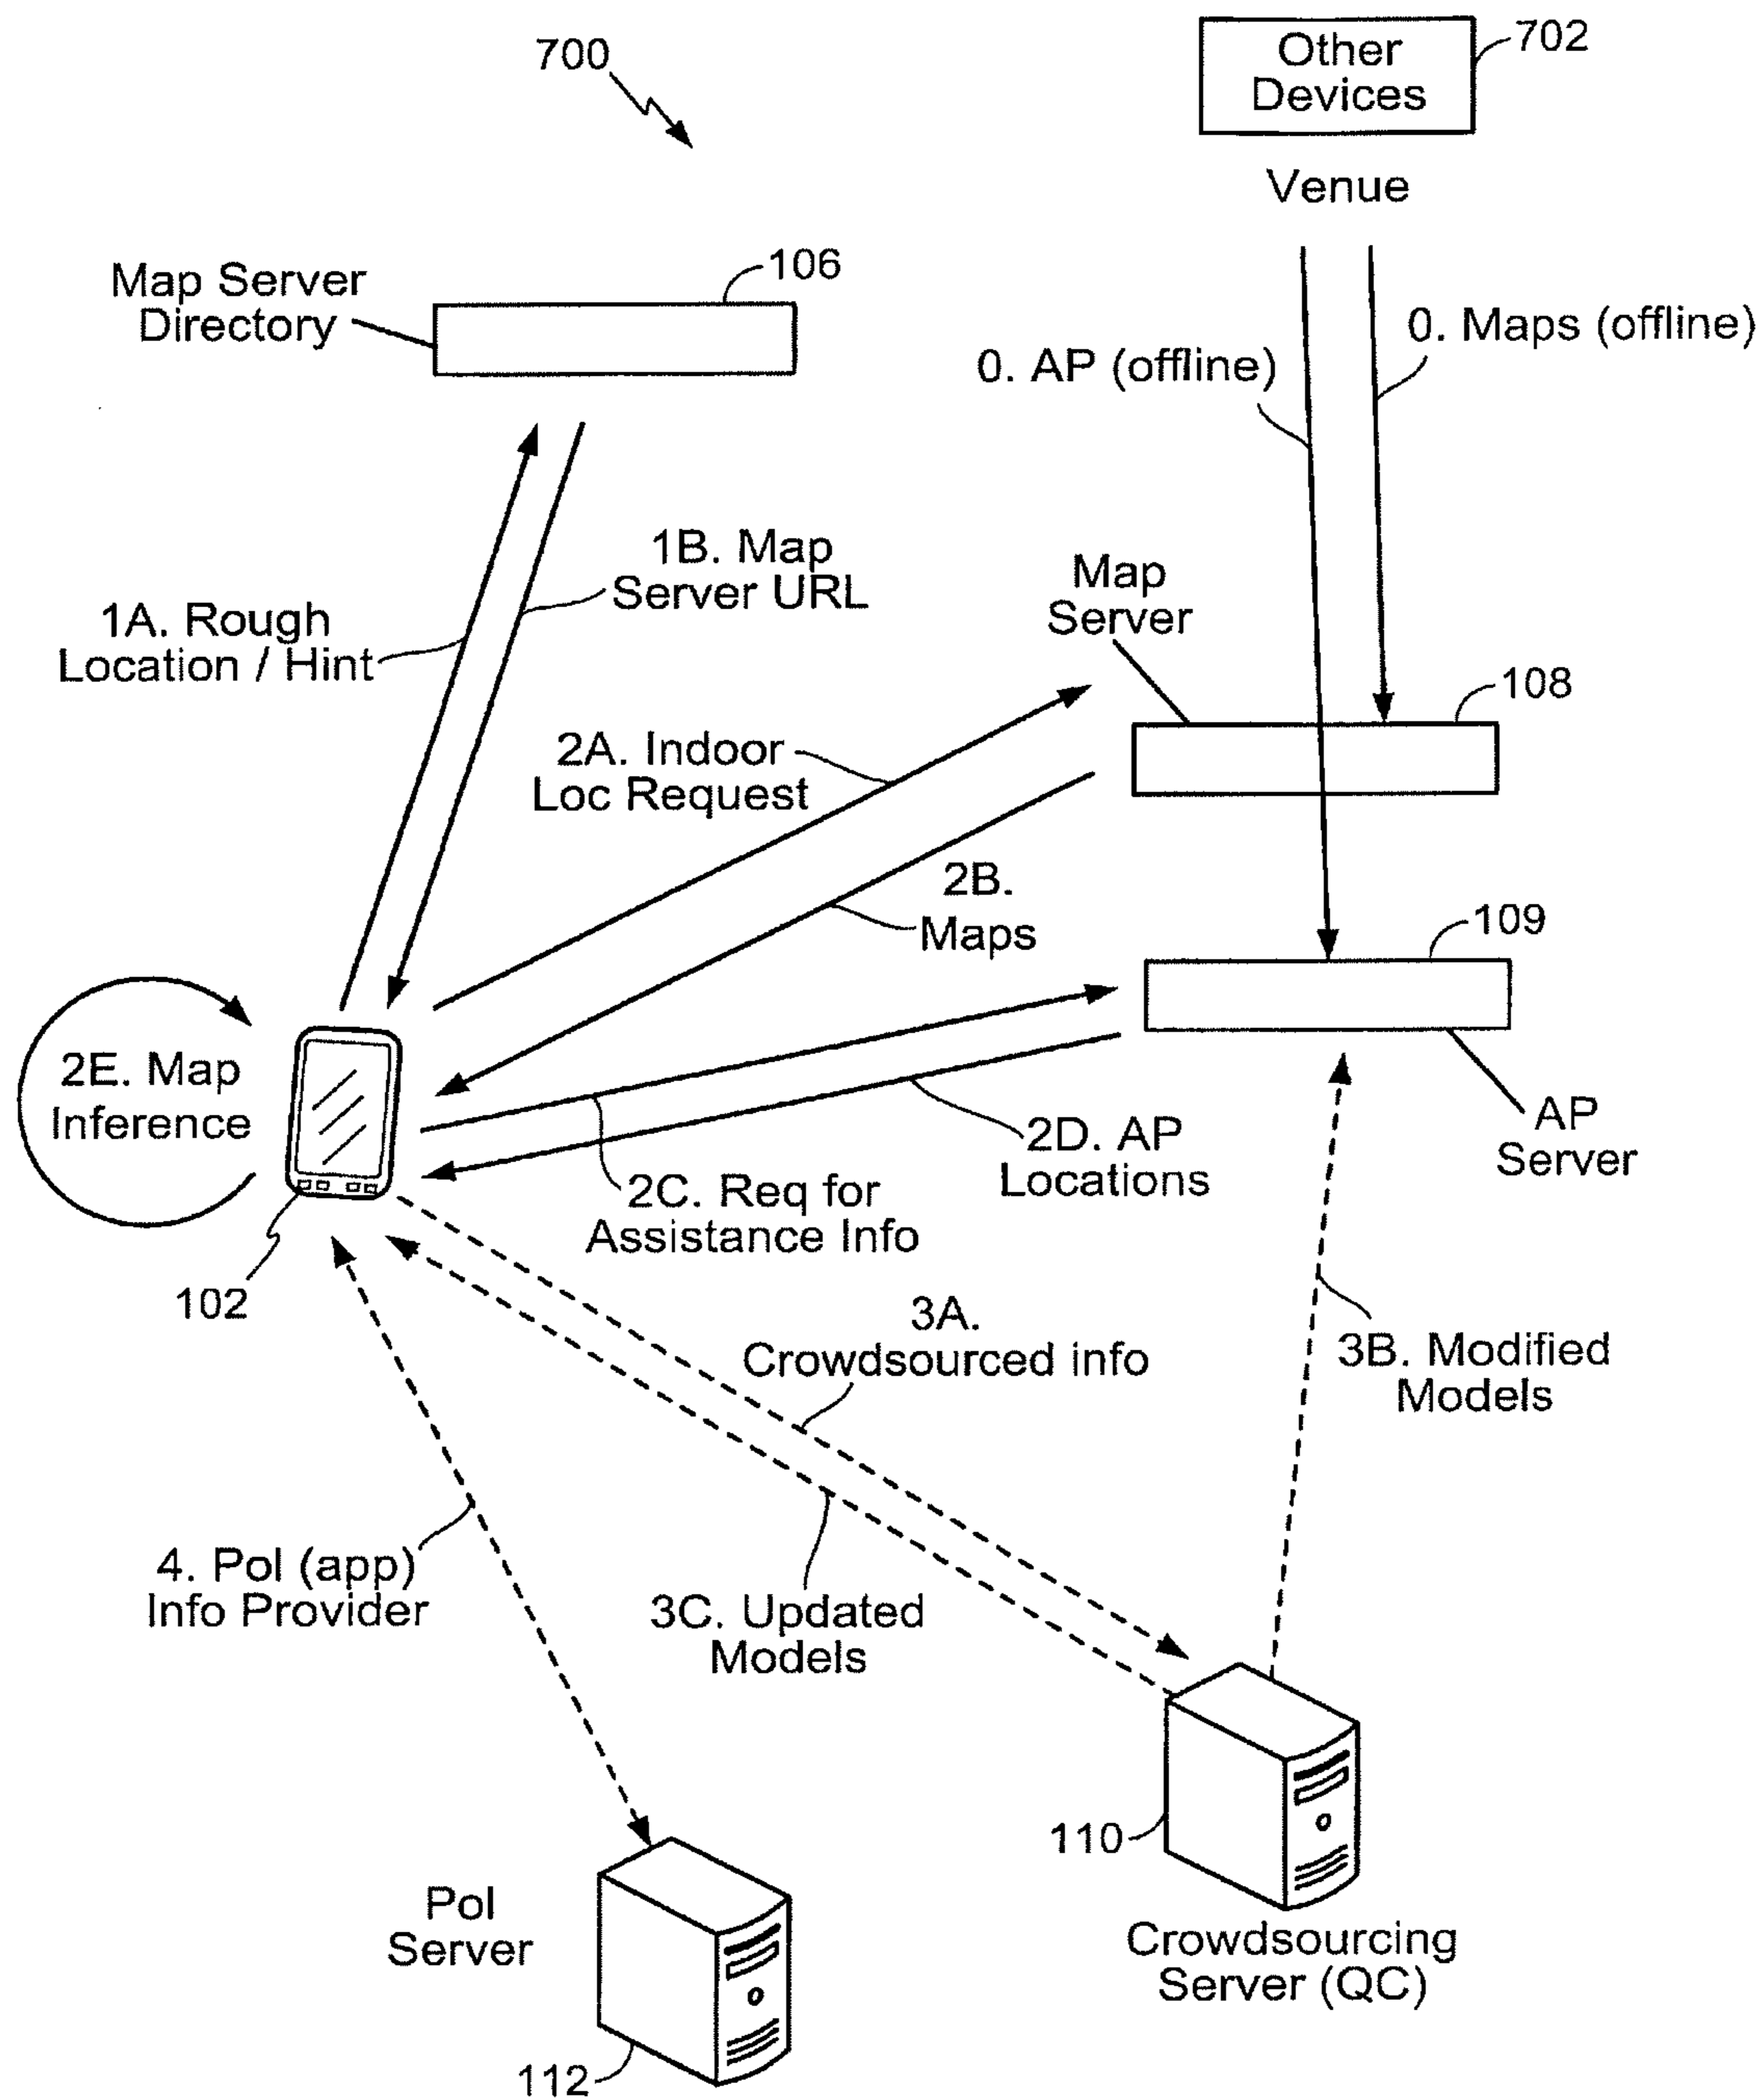 700
Other
Devices
702
Venue
Map Server
Directory
106
0. AP (offline)
0. Maps (offline)
1A. Rough
Location / Hint
1B. Map
Server URL
Map
Server
108
2A. Indoor
Loc Request
2B.
Maps
109
AP
Server
2E. Map
Inference
102
2C. Req for
Assistance Info
2D. AP
Locations
3A.
Crowdsourced info
3B. Modified
Models
3C. Updated
Models
4. PoI (app)
Info Provider
PoI
Server
112
110
Crowdsourcing
Server (QC)